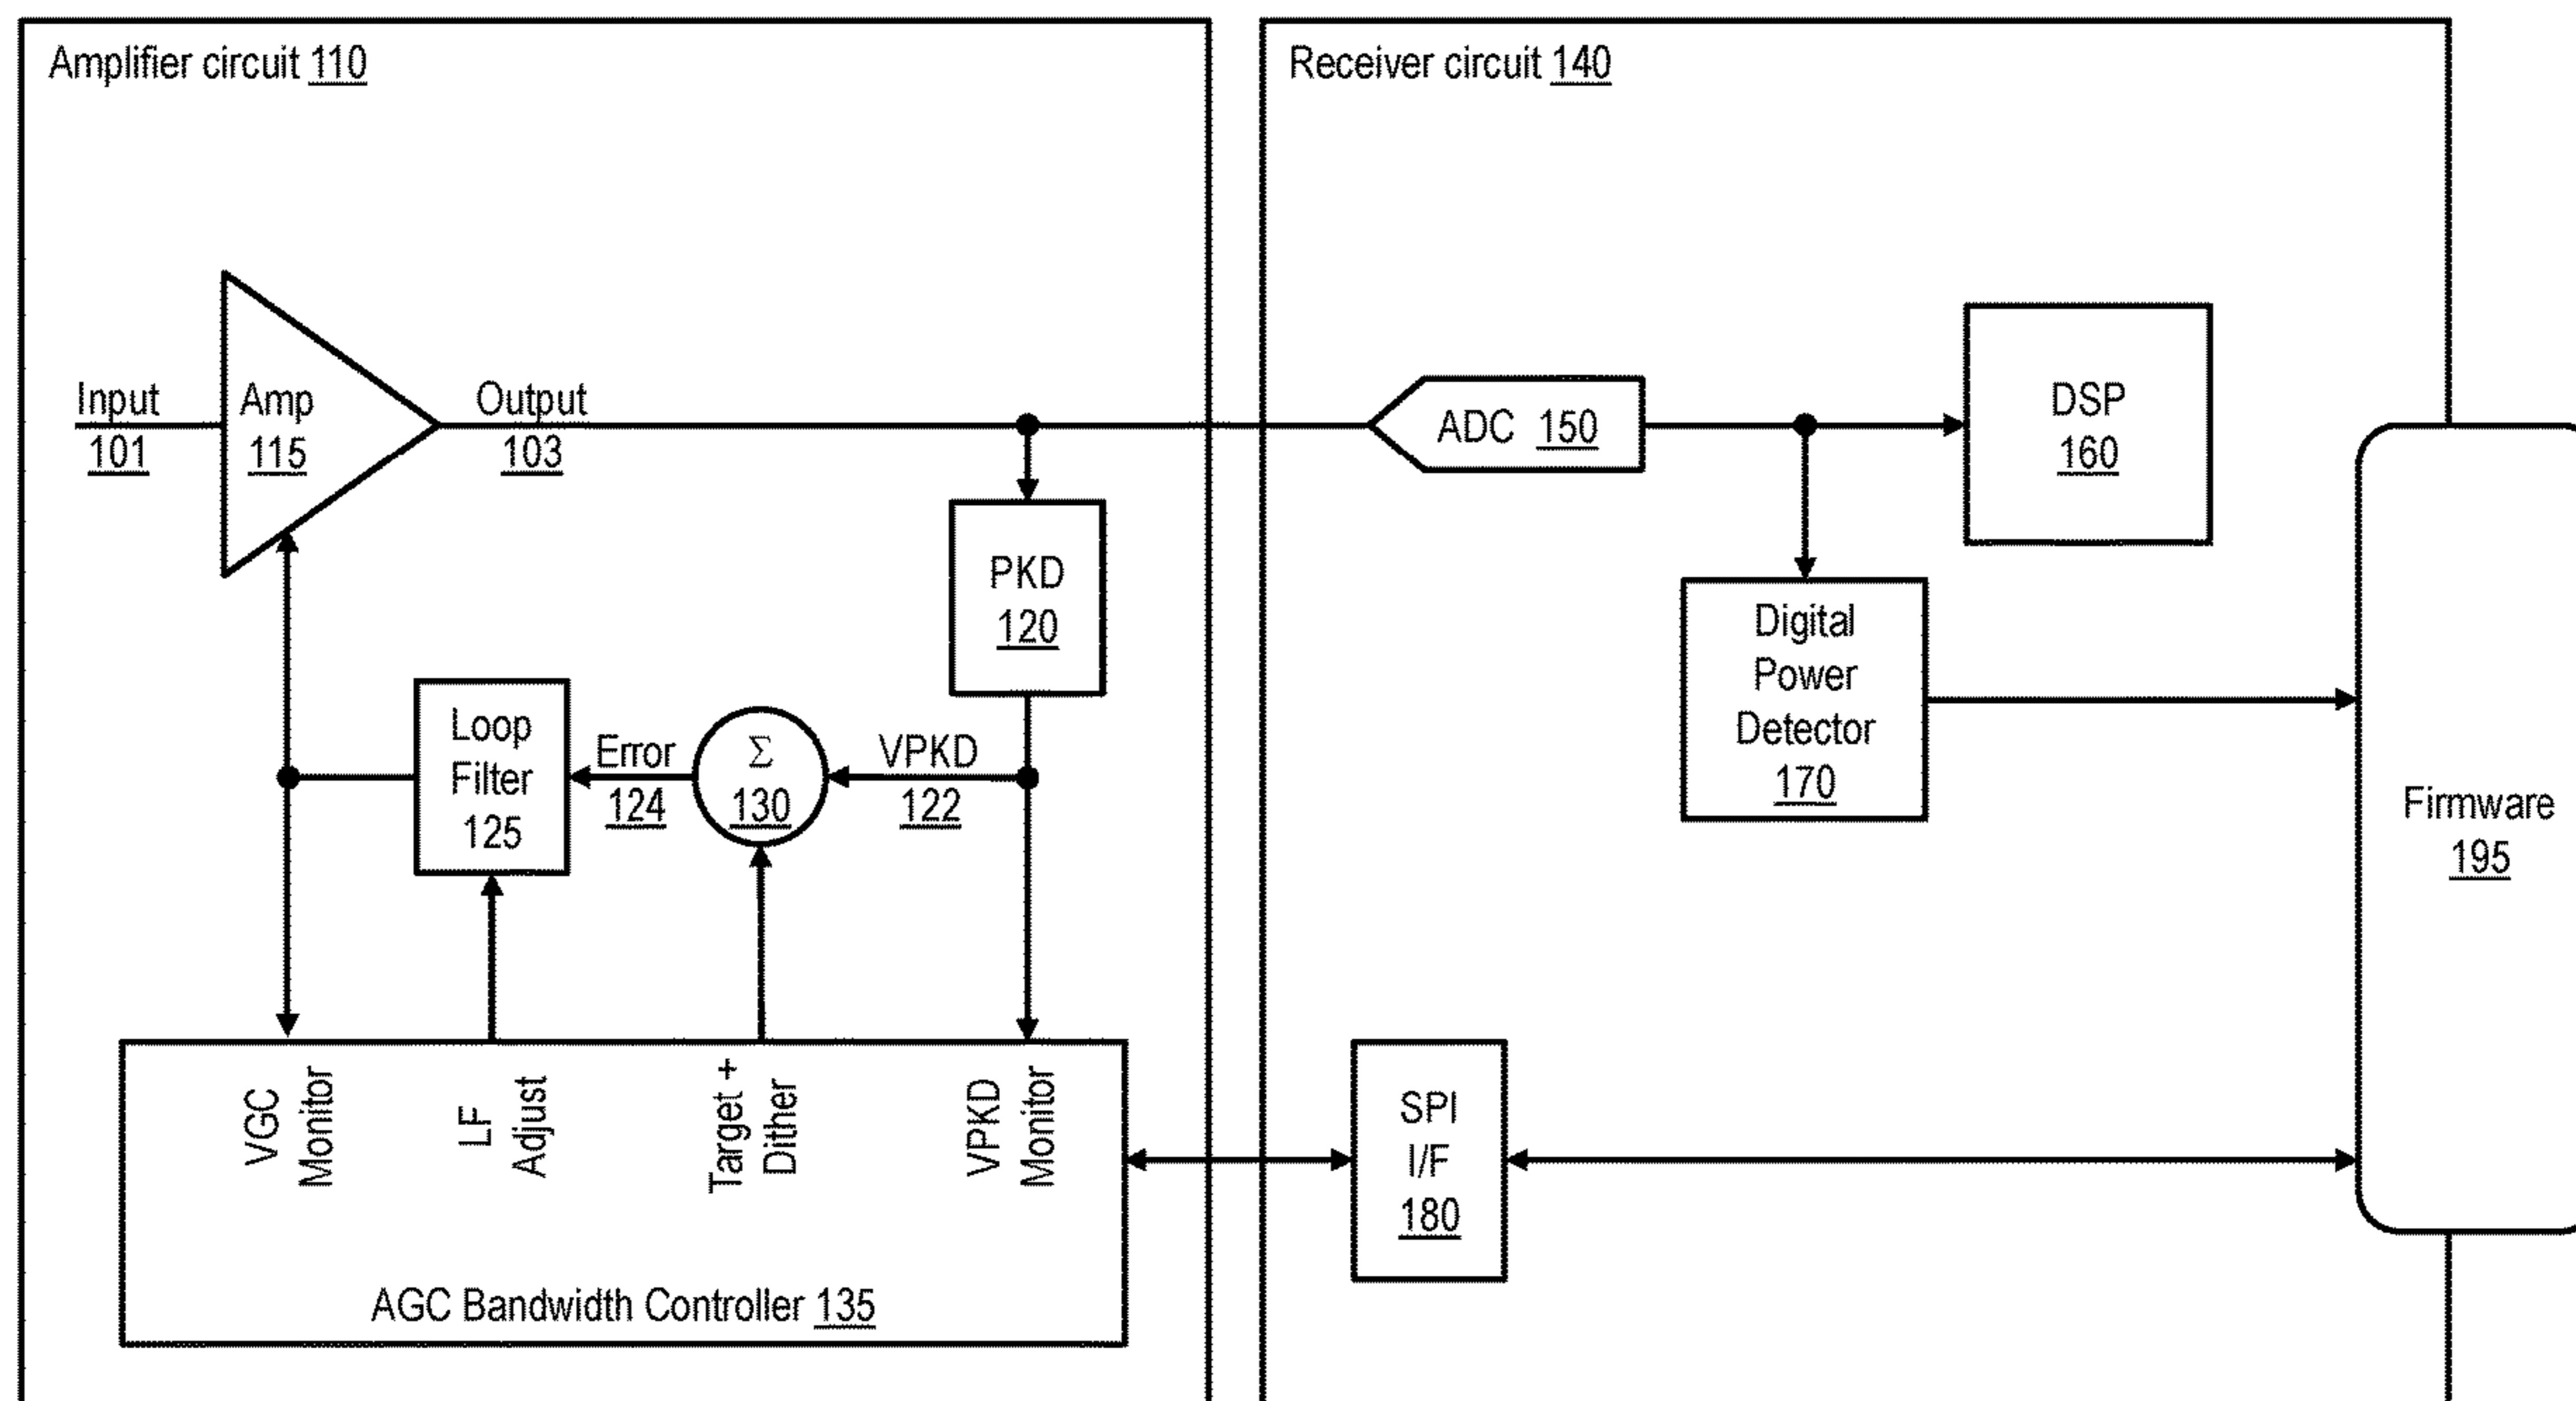 Amplifier circuit 110
Receiver circuit 140
Input
101
Amp
115
Output
103
ADC 150
DSP
160
PKD
120
Digital
Power
Detector
170
Loop
Filter
125
Error
124
Σ
130
VPKD
122
Firmware
195
VGC
Monitor
LF
Adjust
Target +
Dither
VPKD
Monitor
SPI
I/F
180
AGC Bandwidth Controller 135